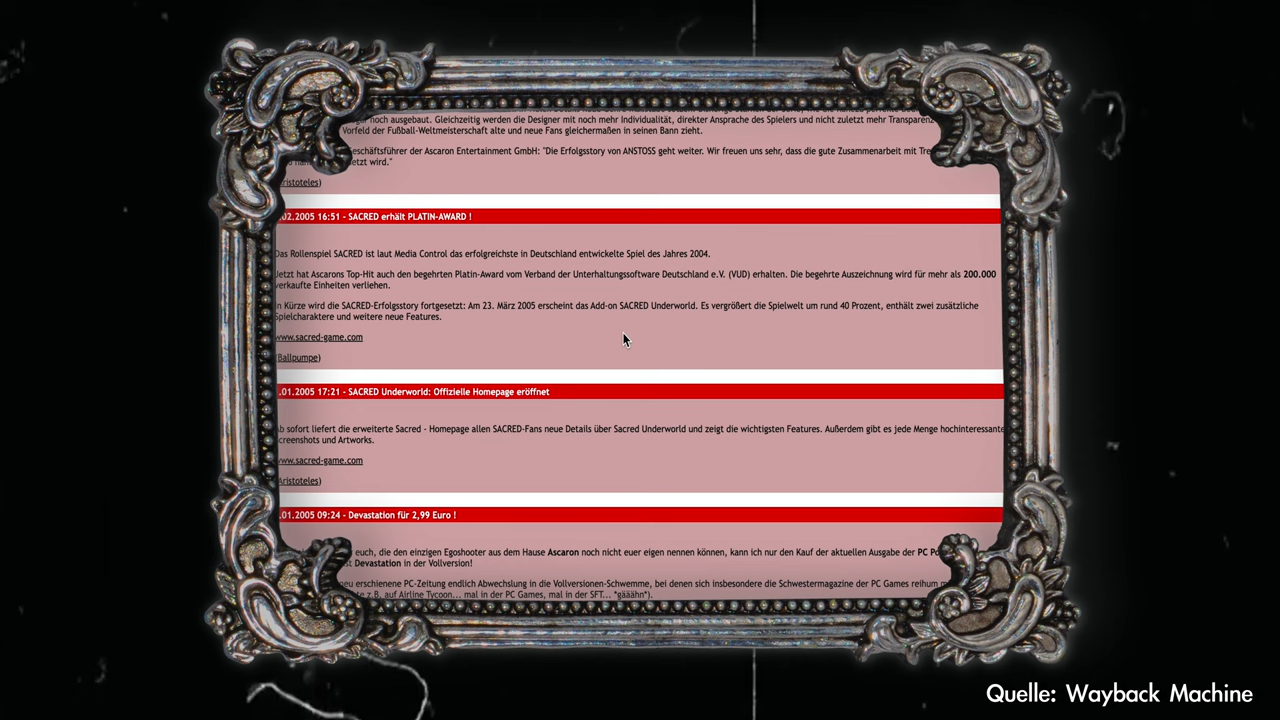 noch ausgebaut. Gleichzeitig werden die Designer mit noch mehr Individualität, direkter Ansprache des Spielers und nicht zuletzt mehr Transparenz
Vorfeld der Fußball-Weltmeisterschaft alte und neue Fans gleichermaßen in seinen Bann zieht.
Geschäftsführer der Ascaron Entertainment GmbH: "Die Erfolgsstory von ANSTOSS geht weiter. Wir freuen uns sehr, dass die gute Zusammenarbeit mit
wird."
Aristoteles)
.02.2005 16:51 - SACRED erhält PLATIN-AWARD !
Das Rollenspiel SACRED ist laut Media Control das erfolgreichste in Deutschland entwickelte Spiel des Jahres 2004.
Jetzt hat Ascarons Top-Hit auch den begehrten Platin-Award vom Verband der Unterhaltungssoftware Deutschland e.V. (VUD) erhalten. Die begehrte Auszeichnung wird für mehr als 200.000
verkaufte Einheiten verliehen.
In Kürze wird die SACRED-Erfolgsstory fortgesetzt: Am 23. März 2005 erscheint das Add-on SACRED Underworld. Es vergrößert die Spielwelt um rund 40 Prozent, enthält zwei zusätzliche
Spielcharaktere und weitere neue Features.
www.sacred-game.com
(Ballpumpe)
.01.2005 17:21 - SACRED Underworld: Offizielle Homepage eröffnet
Ab sofort liefert die erweiterte Sacred - Homepage allen SACRED-Fans neue Details über Sacred Underworld und zeigt die wichtigsten Features. Außerdem gibt es jede Menge hochinteressante
Screenshots und Artworks.
www.sacred-game.com
(Aristoteles)
.01.2005 09:24 - Devastation für 2,99 Euro !
euch, die den einzigen Egoshooter aus dem Hause Ascaron noch nicht euer eigen nennen können, kann ich nur den Kauf der aktuellen Ausgabe der PC
Devastation in der Vollversion!
neu erschienene PC-Zeitung endlich Abwechslung in die Vollversionen-Schwemme, bei denen sich insbesondere die Schwestermagazine der PC Games reihum
z.B. auf Airline Tycoon... mal in der PC Games, mal in der SFT... *gääähn*).
Quelle: Wayback Machine